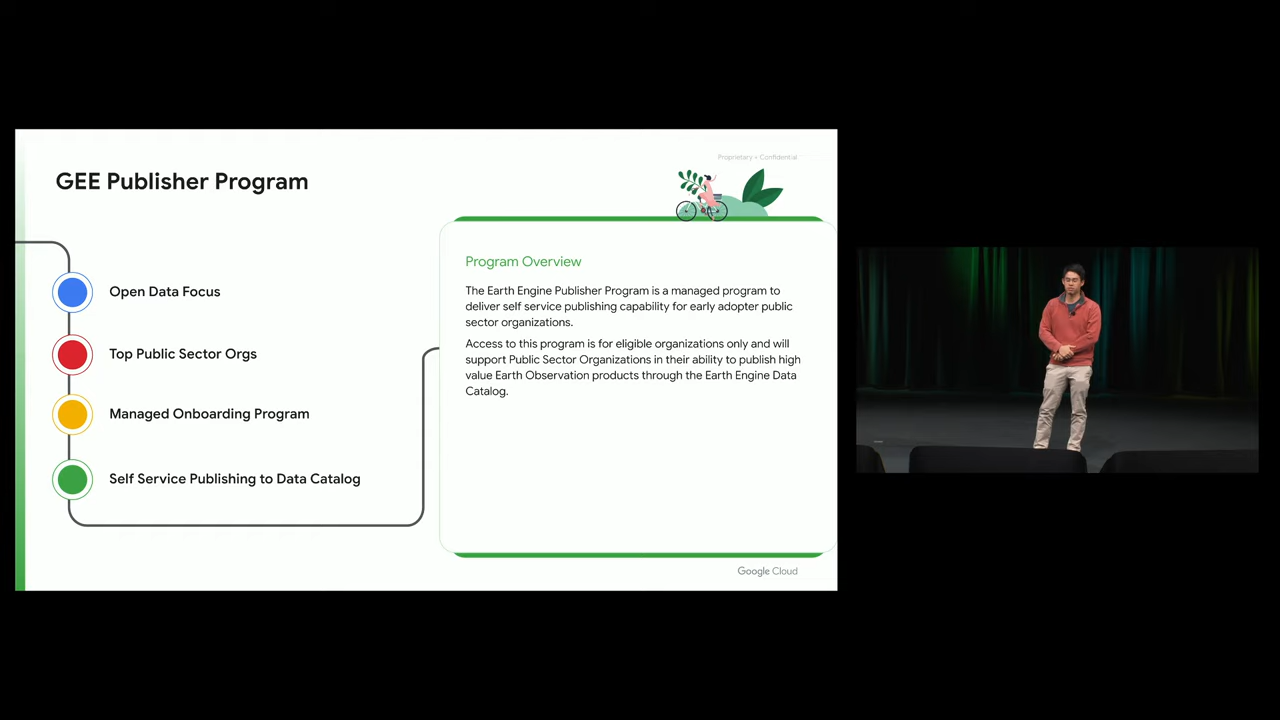 Proprietary + Confidential
GEE Publisher Program
Open Data Focus
Top Public Sector Orgs
Managed Onboarding Program
Self Service Publishing to Data Catalog
Program Overview
The Earth Engine Publisher Program is a managed program to
deliver self service publishing capability for early adopter public
sector organizations.
Access to this program is for eligible organizations only and will
support Public Sector Organizations in their ability to publish high
value Earth Observation products through the Earth Engine Data
Catalog.
Google Cloud